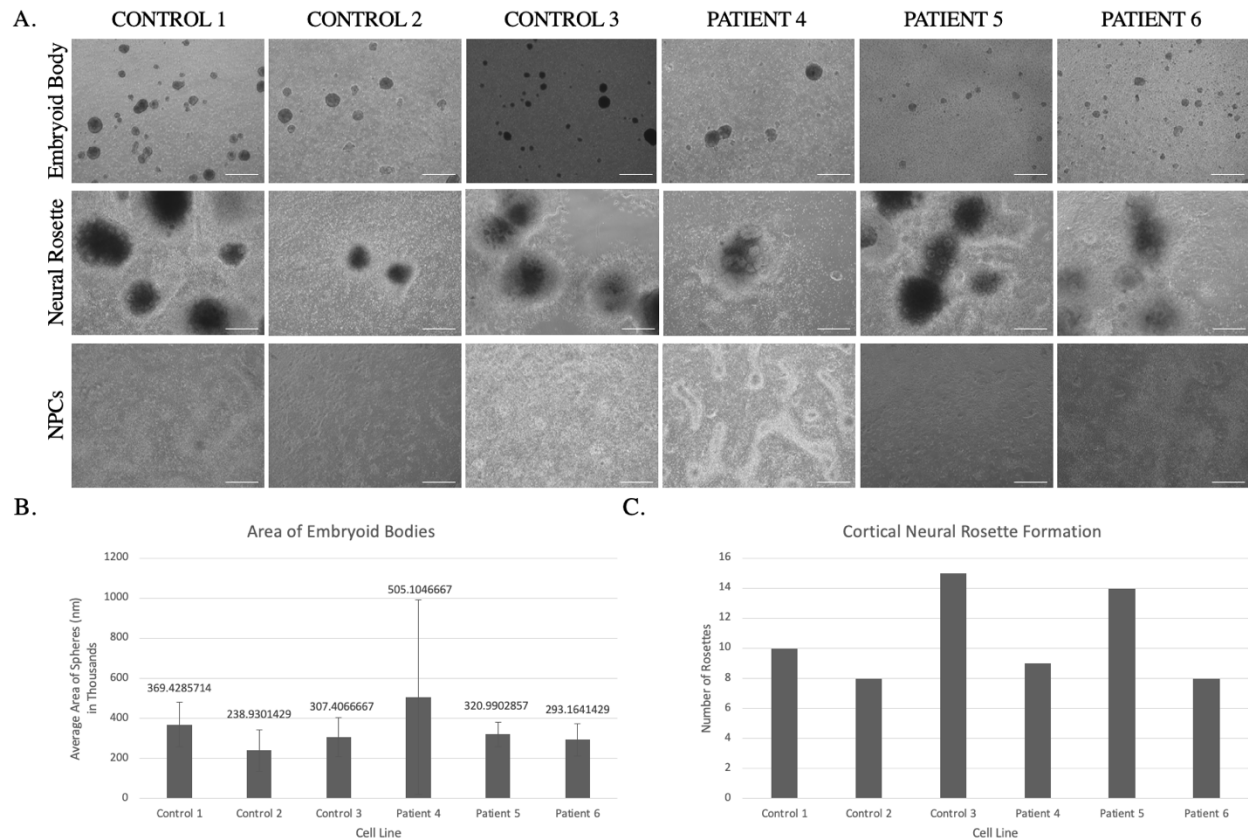 A.
CONTROL 1
CONTROL 2
CONTROL 3
PATIENT 4
PATIENT 5
PATIENT 6
Embryoid Body
Neural Rosette
NPCs
B.
Area of Embryoid Bodies
Average Area of Spheres (nm)
in Thousands
1200
1000
800
600
400
200
0
369.4285714
238.9301429
307.4066667
505.1046667
320.9902857
293.1641429
Control 1
Control 2
Control 3
Patient 4
Patient 5
Patient 6
Cell Line
C.
Cortical Neural Rosette Formation
Number of Rosettes
16
14
12
10
8
6
4
2
0
Control 1
Control 2
Control 3
Patient 4
Patient 5
Patient 6
Cell Line